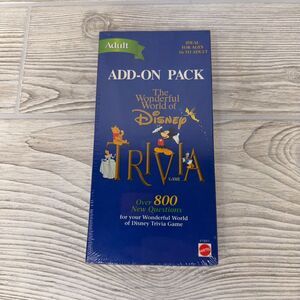 Adult
IDEAL
FOR AGES
16 TO ADULT
ADD-ON PACK
The
Wonderful
World of
Disney
TRIVIA
GAME
Over 800
New Questions
for your Wonderful World
of Disney Trivia Game
MATTEL